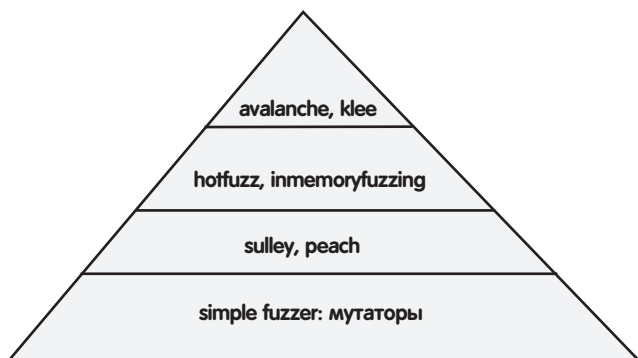 avalanche, klee
hotfuzz, inmemoryfuzzing
sulley, peach
simple fuzzer: мутаторы